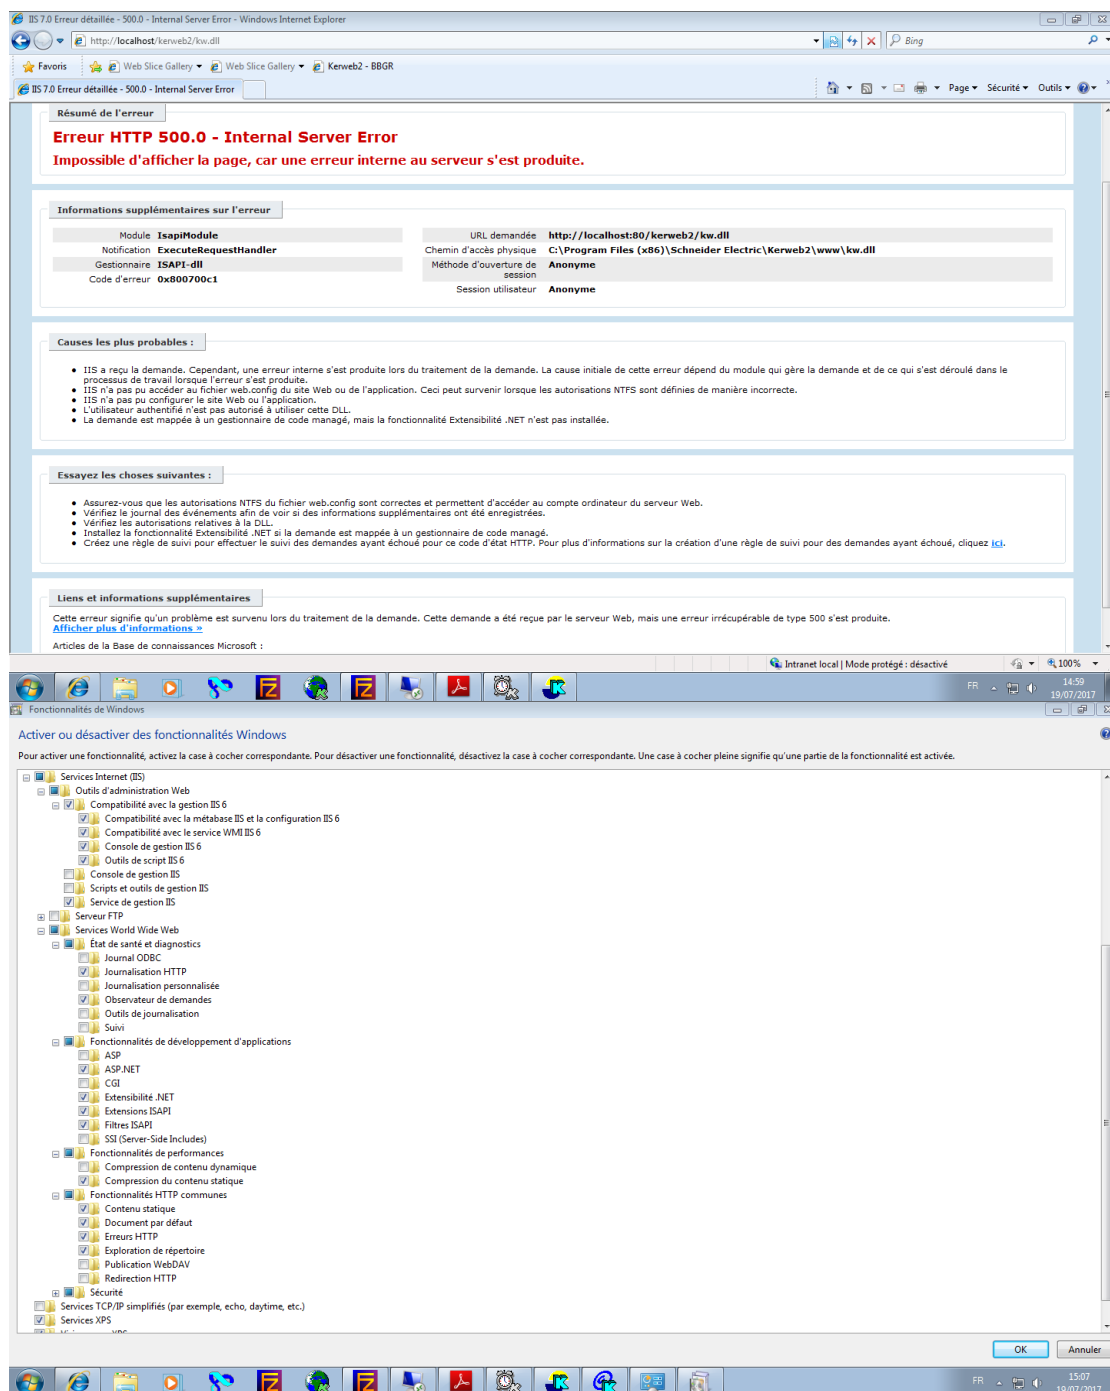 IIS 7.0 Erreur détaillée - 500.0 - Internal Server Error - Windows Internet Explorer
http://localhost/kerweb2/kw.dll
Bing
Favoris Web Slice Gallery Web Slice Gallery Kerweb2 - BBGR
IIS 7.0 Erreur détaillée - 500.0 - Internal Server Error
Page Sécurité Outils
Résumé de l'erreur
Erreur HTTP 500.0 - Internal Server Error
Impossible d'afficher la page, car une erreur interne au serveur s'est produite.
Informations supplémentaires sur l'erreur
Module IsapiModule
Notification ExecuteRequestHandler
Gestionnaire ISAPI-dll
Code d'erreur 0x800700c1
URL demandée http://localhost:80/kerweb2/kw.dll
Chemin d'accès physique C:\Program Files (x86)\Schneider Electric\Kerweb2\www\kw.dll
Méthode d'ouverture de session Anonyme
Session utilisateur Anonyme
Causes les plus probables :
• IIS a reçu la demande. Cependant, une erreur interne s'est produite lors du traitement de la demande. La cause initiale de cette erreur dépend du module qui gère la demande et de ce qui s'est déroulé dans le
processus de travail lorsque l'erreur s'est produite.
• IIS n'a pas pu accéder au fichier web.config du site Web ou de l'application. Ceci peut survenir lorsque les autorisations NTFS sont définies de manière incorrecte.
• IIS n'a pas pu configurer le site Web ou l'application.
• L'utilisateur authentifié n'est pas autorisé à utiliser cette DLL.
• La demande est mappée à un gestionnaire de code managé, mais la fonctionnalité Extensibilité .NET n'est pas installée.
Essayez les choses suivantes :
• Assurez-vous que les autorisations NTFS du fichier web.config sont correctes et permettent d'accéder au compte ordinateur du serveur Web.
• Vérifiez le journal des événements afin de voir si des informations supplémentaires ont été enregistrées.
• Vérifiez les autorisations relatives à la DLL.
• Installez la fonctionnalité Extensibilité .NET si la demande est mappée à un gestionnaire de code managé.
• Créez une règle de suivi pour effectuer le suivi des demandes ayant échoué pour ce code d'état HTTP. Pour plus d'informations sur la création d'une règle de suivi pour des demandes ayant échoué, cliquez ici.
Liens et informations supplémentaires
Cette erreur signifie qu'un problème est survenu lors du traitement de la demande. Cette demande a été reçue par le serveur Web, mais une erreur irrécupérable de type 500 s'est produite.
Afficher plus d'informations »
Articles de la Base de connaissances Microsoft :
Intranet local | Mode protégé : désactivé 100%
FR 14:59
19/07/2017
Fonctionnalités de Windows
Activer ou désactiver des fonctionnalités Windows
Pour activer une fonctionnalité, activez la case à cocher correspondante. Pour désactiver une fonctionnalité, désactivez la case à cocher correspondante. Une case à cocher pleine signifie qu'une partie de la fonctionnalité est activée.
Services Internet (IIS)
Outils d'administration Web
Compatibilité avec la gestion IIS 6
Compatibilité avec la métabase IIS et la configuration IIS 6
Compatibilité avec le service WMI IIS 6
Console de gestion IIS 6
Outils de script IIS 6
Console de gestion IIS
Scripts et outils de gestion IIS
Service de gestion IIS
Serveur FTP
Services World Wide Web
État de santé et diagnostics
Journal ODBC
Journalisation HTTP
Journalisation personnalisée
Observateur de demandes
Outils de journalisation
Suivi
Fonctionnalités de développement d'applications
ASP
ASP.NET
CGI
Extensibilité .NET
Extensions ISAPI
Filtres ISAPI
SSI (Server-Side Includes)
Fonctionnalités de performances
Compression de contenu dynamique
Compression du contenu statique
Fonctionnalités HTTP communes
Contenu statique
Document par défaut
Erreurs HTTP
Exploration de répertoire
Publication WebDAV
Redirection HTTP
Sécurité
Services TCP/IP simplifiés (par exemple, echo, daytime, etc.)
Services XPS
OK Annuler
FR 15:07
19/07/2017